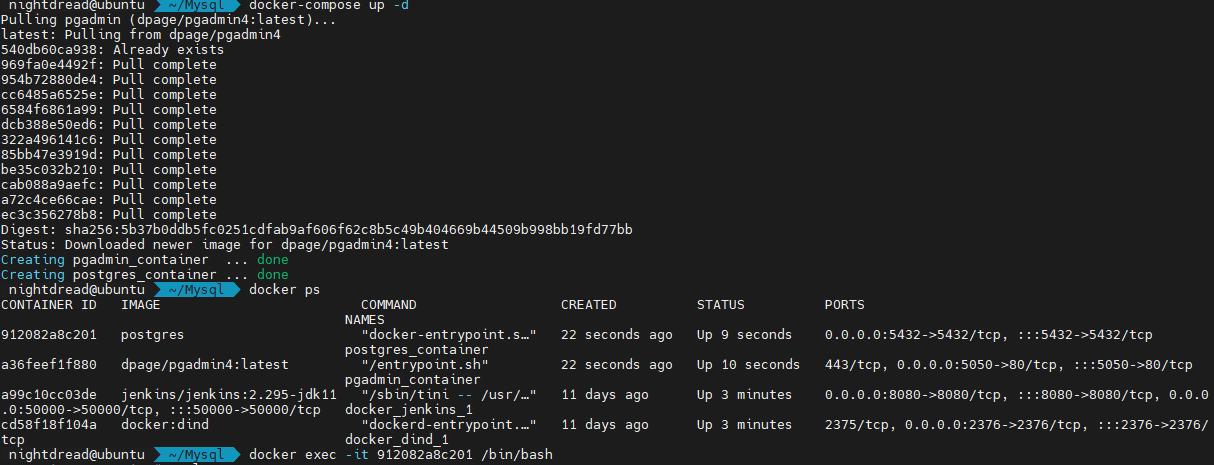 nightdread@ubuntu ~/Mysql docker-compose up -d
Pulling pgadmin (dpage/pgadmin4:latest)...
latest: Pulling from dpage/pgadmin4
540db60ca938: Already exists
969fa0e4492f: Pull complete
954b72880de4: Pull complete
cc6485a6525e: Pull complete
6584f6861a99: Pull complete
dcb388e50ed6: Pull complete
322a496141c6: Pull complete
85bb47e3919d: Pull complete
be35c032b210: Pull complete
cab088a9aefc: Pull complete
a72c4ce66cae: Pull complete
ec3c356278b8: Pull complete
Digest: sha256:5b37b0ddb5fc0251cdfab9af606f62c8b5c49b404669b44509b998bb19fd77bb
Status: Downloaded newer image for dpage/pgadmin4:latest
Creating pgadmin_container  ... done
Creating postgres_container ... done
nightdread@ubuntu ~/Mysql docker ps
CONTAINER ID   IMAGE   COMMAND   CREATED   STATUS   PORTS
NAMES
912082a8c201   postgres   "docker-entrypoint.s…"   22 seconds ago   Up 9 seconds   0.0.0.0:5432->5432/tcp, :::5432->5432/tcp
postgres_container
a36feef1f880   dpage/pgadmin4:latest   "/entrypoint.sh"   22 seconds ago   Up 10 seconds   443/tcp, 0.0.0.0:5050->80/tcp, :::5050->80/tcp
pgadmin_container
a99c10cc03de   jenkins/jenkins:2.295-jdk11   "/sbin/tini -- /usr/…"   11 days ago   Up 3 minutes   0.0.0.0:8080->8080/tcp, :::8080->8080/tcp, 0.0.0
.0:50000->50000/tcp, :::50000->50000/tcp   docker_jenkins_1
cd58f18f104a   docker:dind   "dockerd-entrypoint.…"   11 days ago   Up 3 minutes   2375/tcp, 0.0.0.0:2376->2376/tcp, :::2376->2376/
tcp   docker_dind_1
nightdread@ubuntu ~/Mysql docker exec -it 912082a8c201 /bin/bash